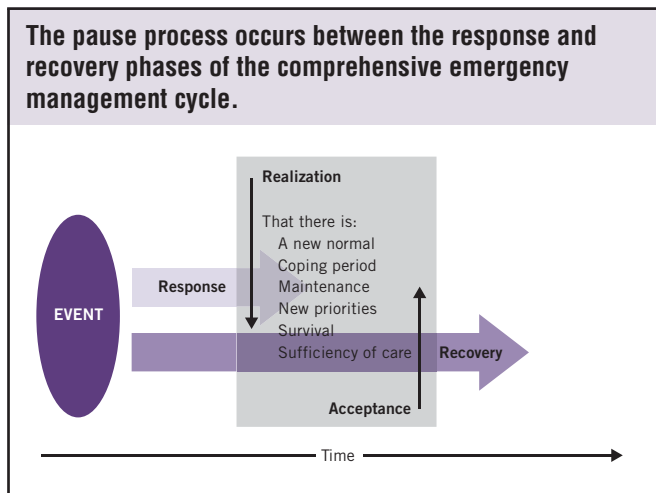 The pause process occurs between the response and
recovery phases of the comprehensive emergency
management cycle.
Realization
That there is:
A new normal
Coping period
Maintenance
New priorities
Survival
Sufficiency of care
Response
EVENT
Recovery
Acceptance
Time